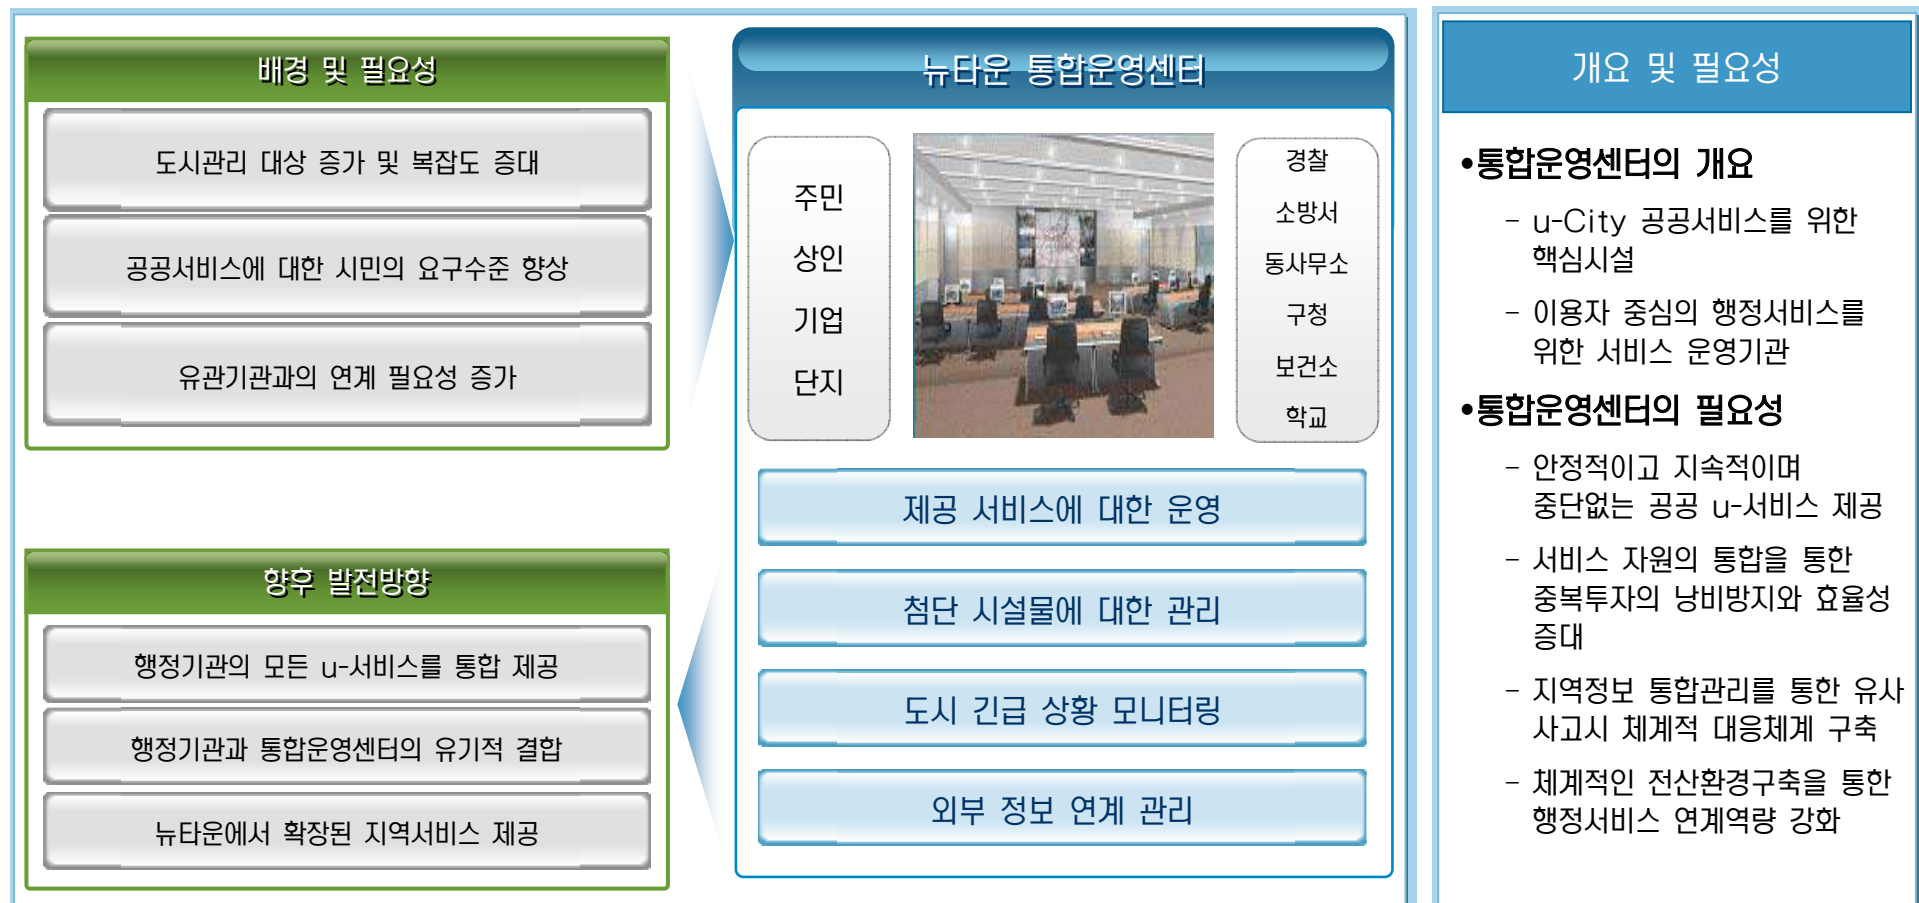 배경 및 필요성
도시관리 대상 증가 및 복잡도 증대
공공서비스에 대한 시민의 요구수준 향상
유관기관과의 연계 필요성 증가
향후 발전방향
행정기관의 모든 u-서비스를 통합 제공
행정기관과 통합운영센터의 유기적 결합
뉴타운에서 확장된 지역서비스 제공
뉴타운 통합운영센터
주민
상인
기업
단지
경찰
소방서
동사무소
구청
보건소
학교
제공 서비스에 대한 운영
첨단 시설물에 대한 관리
도시 긴급 상황 모니터링
외부 정보 연계 관리
개요 및 필요성
•통합운영센터의 개요
- u-City 공공서비스를 위한
핵심시설
- 이용자 중심의 행정서비스를
위한 서비스 운영기관
•통합운영센터의 필요성
- 안정적이고 지속적이며
중단없는 공공 u-서비스 제공
- 서비스 자원의 통합을 통한
중복투자의 낭비방지와 효율성
증대
- 지역정보 통합관리를 통한 유사
사고시 체계적 대응체계 구축
- 체계적인 전산환경구축을 통한
행정서비스 연계역량 강화